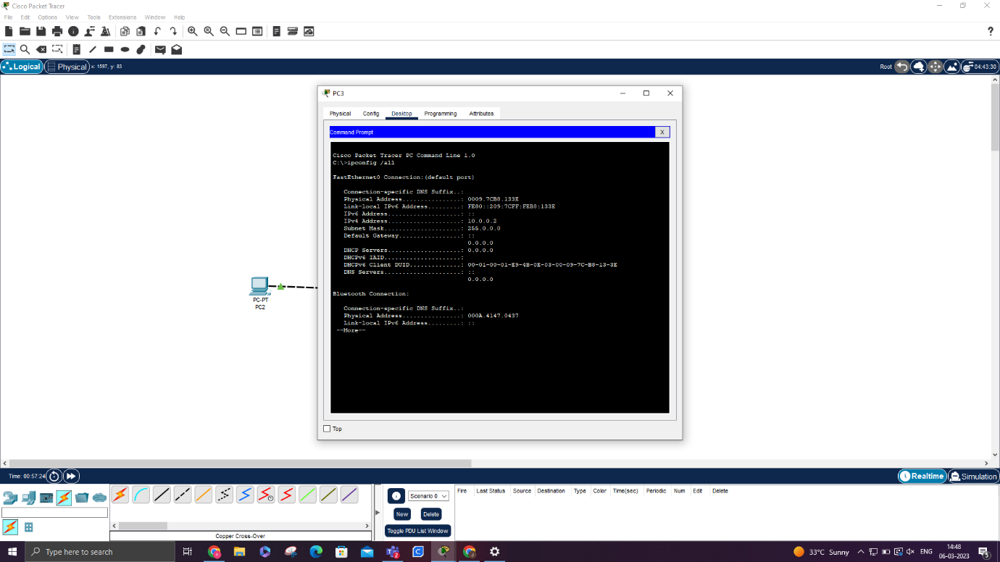 Cisco Packet Tracer
File Edit Options View Tools Extensions Window Help
?
Logical Physical x: 1597, y: 83 Root 04:43:30
PC3
Physical Config Desktop Programming Attributes
Command Prompt X
Cisco Packet Tracer PC Command Line 1.0
C:\>ipconfig /all
FastEthernet0 Connection:(default port)
Connection-specific DNS Suffix..:
Physical Address................: 0009.7CB8.133E
Link-local IPv6 Address.........: FE80::209:7CFF:FEB8:133E
IPv6 Address....................: ::
IPv4 Address....................: 10.0.0.2
Subnet Mask.....................: 255.0.0.0
Default Gateway.................: ::
0.0.0.0
DHCP Servers....................: 0.0.0.0
DHCPv6 IAID.....................:
DHCPv6 Client DUID..............: 00-01-00-01-E9-4B-0E-03-00-09-7C-B8-13-3E
DNS Servers.....................: ::
0.0.0.0
Bluetooth Connection:
Connection-specific DNS Suffix..:
Physical Address................: 000A.4147.0437
Link-local IPv6 Address.........: ::
--More--
PC-PT
PC2
Top
Time: 00:57:24 Realtime Simulation
Scenario 0
New Delete
Toggle PDU List Window
Fire Last Status Source Destination Type Color Time(sec) Periodic Num Edit Delete
Copper Cross-Over
Type here to search
33°C Sunny ENG 14:48
06-03-2023
2
5